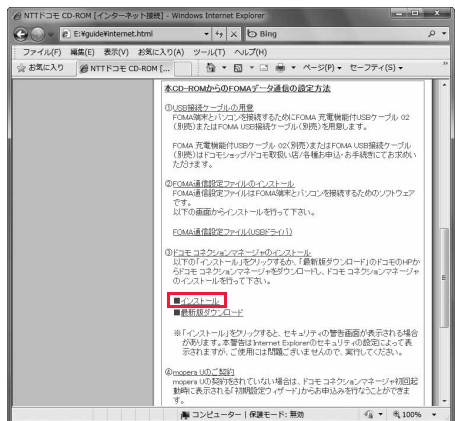 NTTドコモ CD-ROM [インターネット接続] - Windows Internet Explorer
E:¥guide¥internet.html
Bing
ファイル(F) 編集(E) 表示(V) お気に入り(A) ツール(T) ヘルプ(H)
お気に入り
NTTドコモ CD-ROM [...
ページ(P)
セーフティ(S)
本CD-ROMからのFOMAデータ通信の設定方法
①USB接続ケーブルの用意
FOMA端末とパソコンを接続するためにFOMA 充電機能付USBケーブル 02
(別売)またはFOMA USB接続ケーブル(別売)を用意します。
FOMA 充電機能付USBケーブル 02(別売)またはFOMA USB接続ケーブル
(別売)はドコモショップ/ドコモ取扱い店/各種お申込・お手続きにてお求めい
ただけます。
②FOMA通信設定ファイルのインストール
FOMA通信設定ファイルはFOMA端末とパソコンを接続するためのソフトウェア
です。
以下の画面からインストールを行って下さい。
FOMA通信設定ファイル(USBドライバ)
③ドコモ コネクションマネージャのインストール
以下の「インストール」をクリックするか、「最新版ダウンロード」のドコモのHPか
らドコモ コネクションマネージャをダウンロードし、ドコモ コネクションマネージャ
のインストールを行って下さい。
■インストール
■最新版ダウンロード
※「インストール」をクリックすると、セキュリティの警告画面が表示される場合
があります。本警告はInternet Explorerのセキュリティの設定によって表
示されますが、ご使用には問題ございませんので、実行してください。
④mopera Uのご契約
mopera Uの契約をされていない場合は、ドコモ コネクションマネージャ初回起
動時に表示される「初期設定ウィザード」からお申込みを行なうことができま
す。
コンピューター | 保護モード: 無効
100%